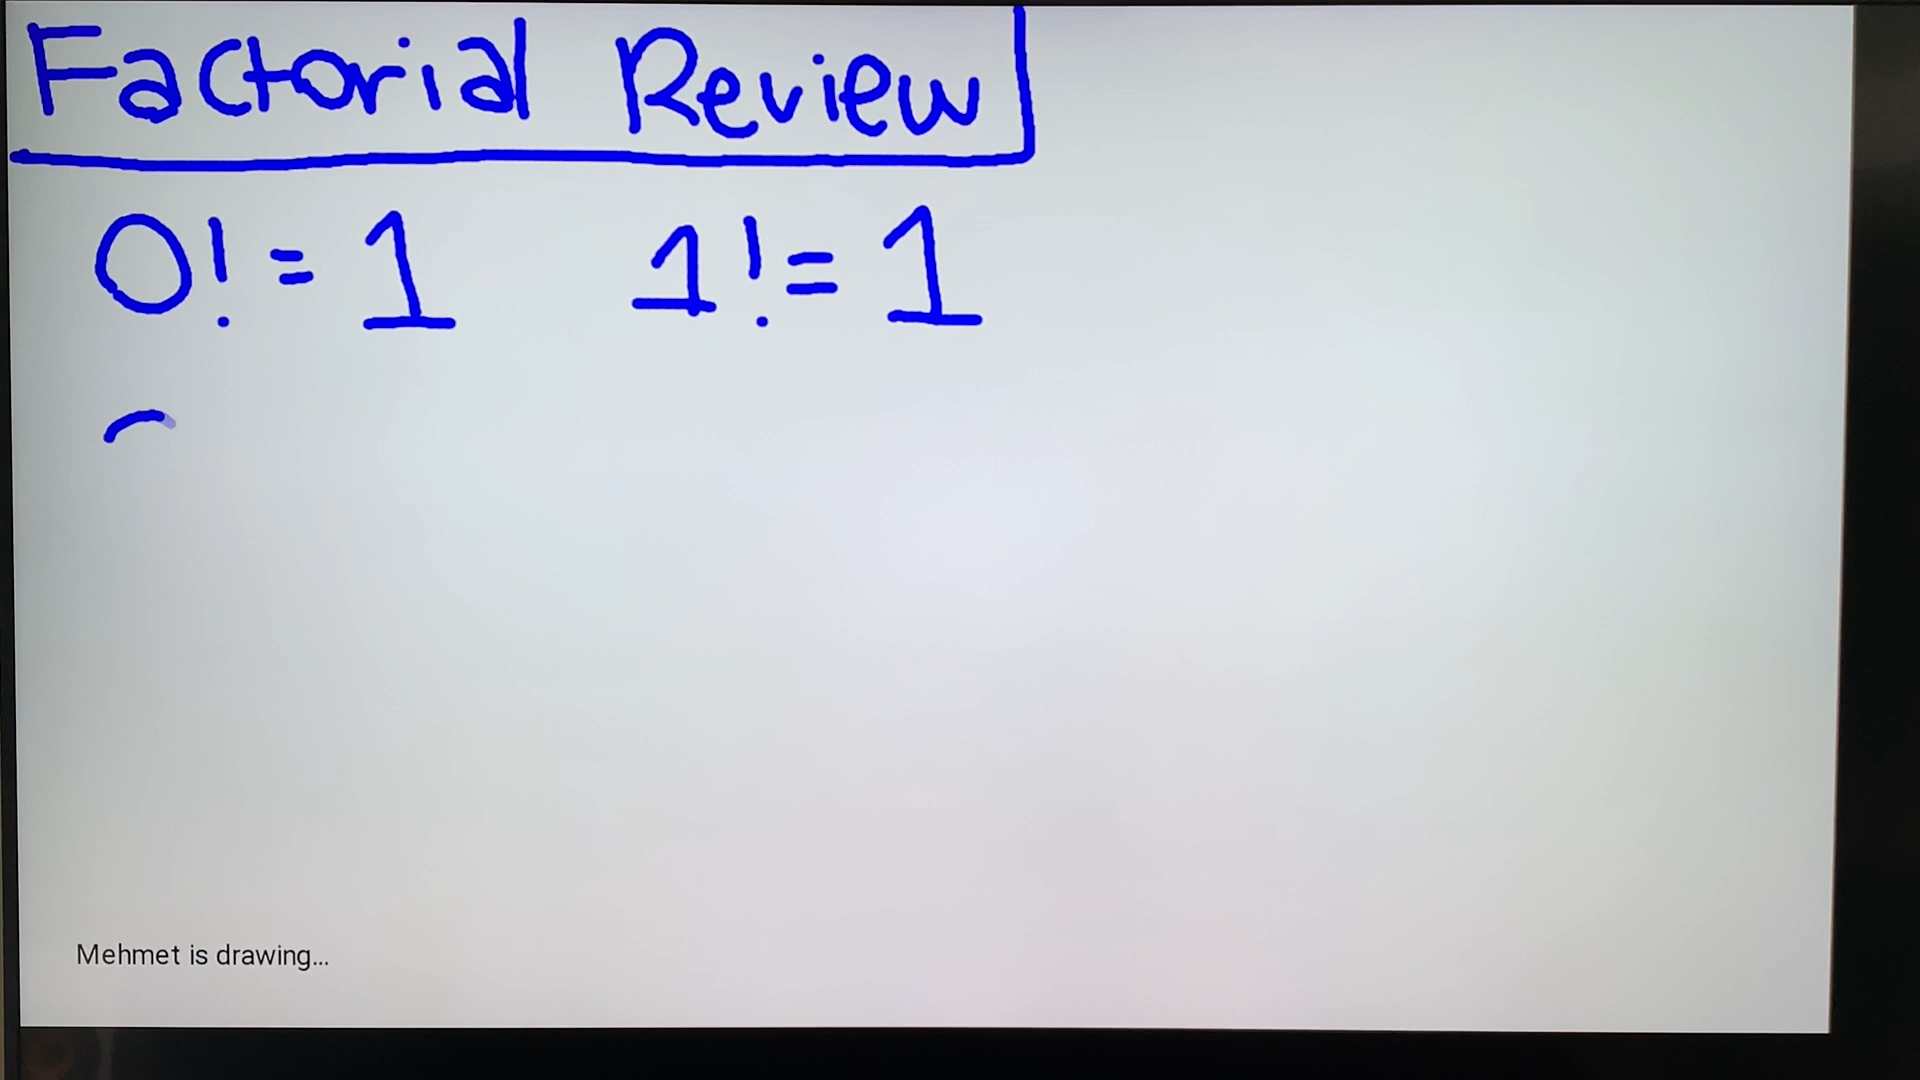 Factorial Review
0! = 1 1! = 1
Mehmet is drawing...